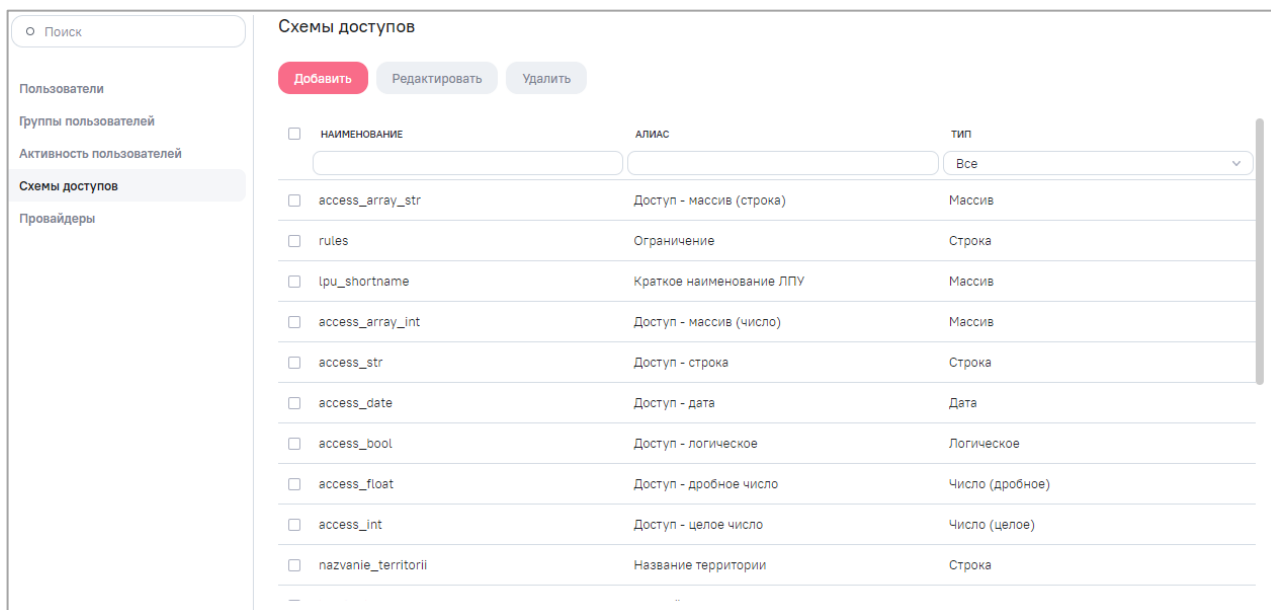 Поиск
Пользователи
Группы пользователей
Активность пользователей
Схемы доступов
Провайдеры
Схемы доступов
Добавить Редактировать Удалить
НАИМЕНОВАНИЕ АЛИАС ТИП
Все
access_array_str Доступ - массив (строка) Массив
rules Ограничение Строка
lpu_shortname Краткое наименование ЛПУ Массив
access_array_int Доступ - массив (число) Массив
access_str Доступ - строка Строка
access_date Доступ - дата Дата
access_bool Доступ - логическое Логическое
access_float Доступ - дробное число Число (дробное)
access_int Доступ - целое число Число (целое)
nazvanie_territorii Название территории Строка